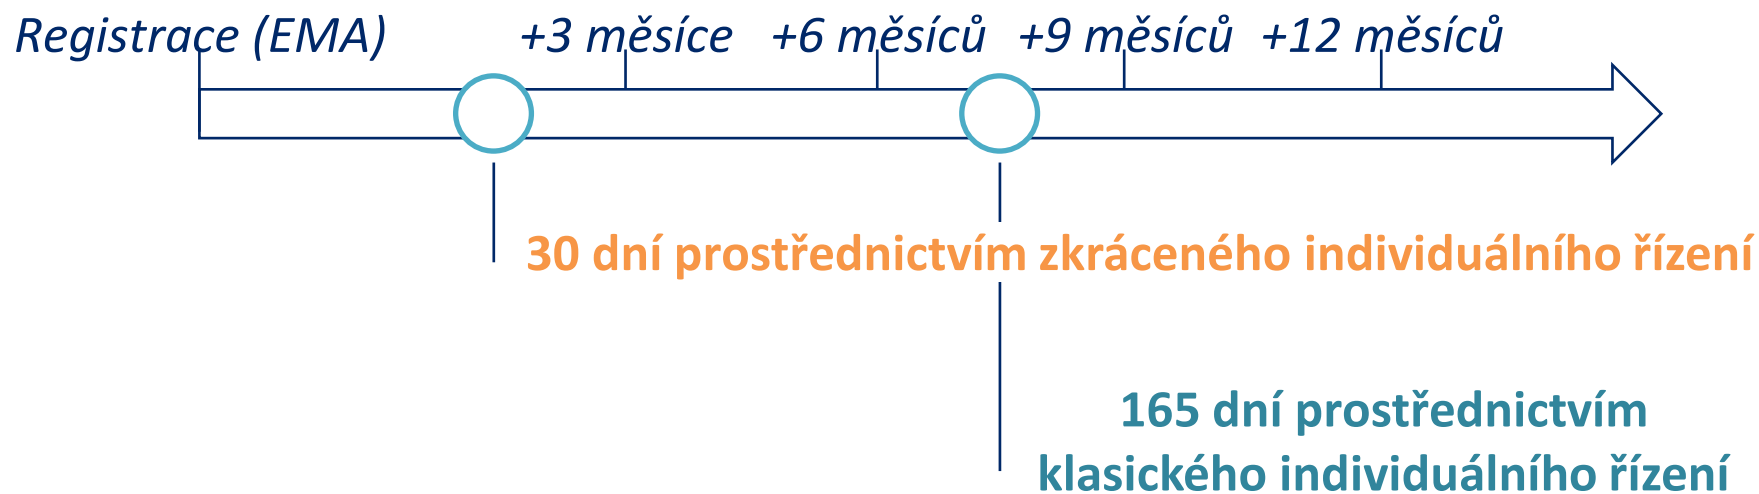 Registrace (EMA) +3 měsíce +6 měsíců +9 měsíců +12 měsíců
30 dní prostřednictvím zkráceného individuálního řízení
165 dní prostřednictvím
klasického individuálního řízení